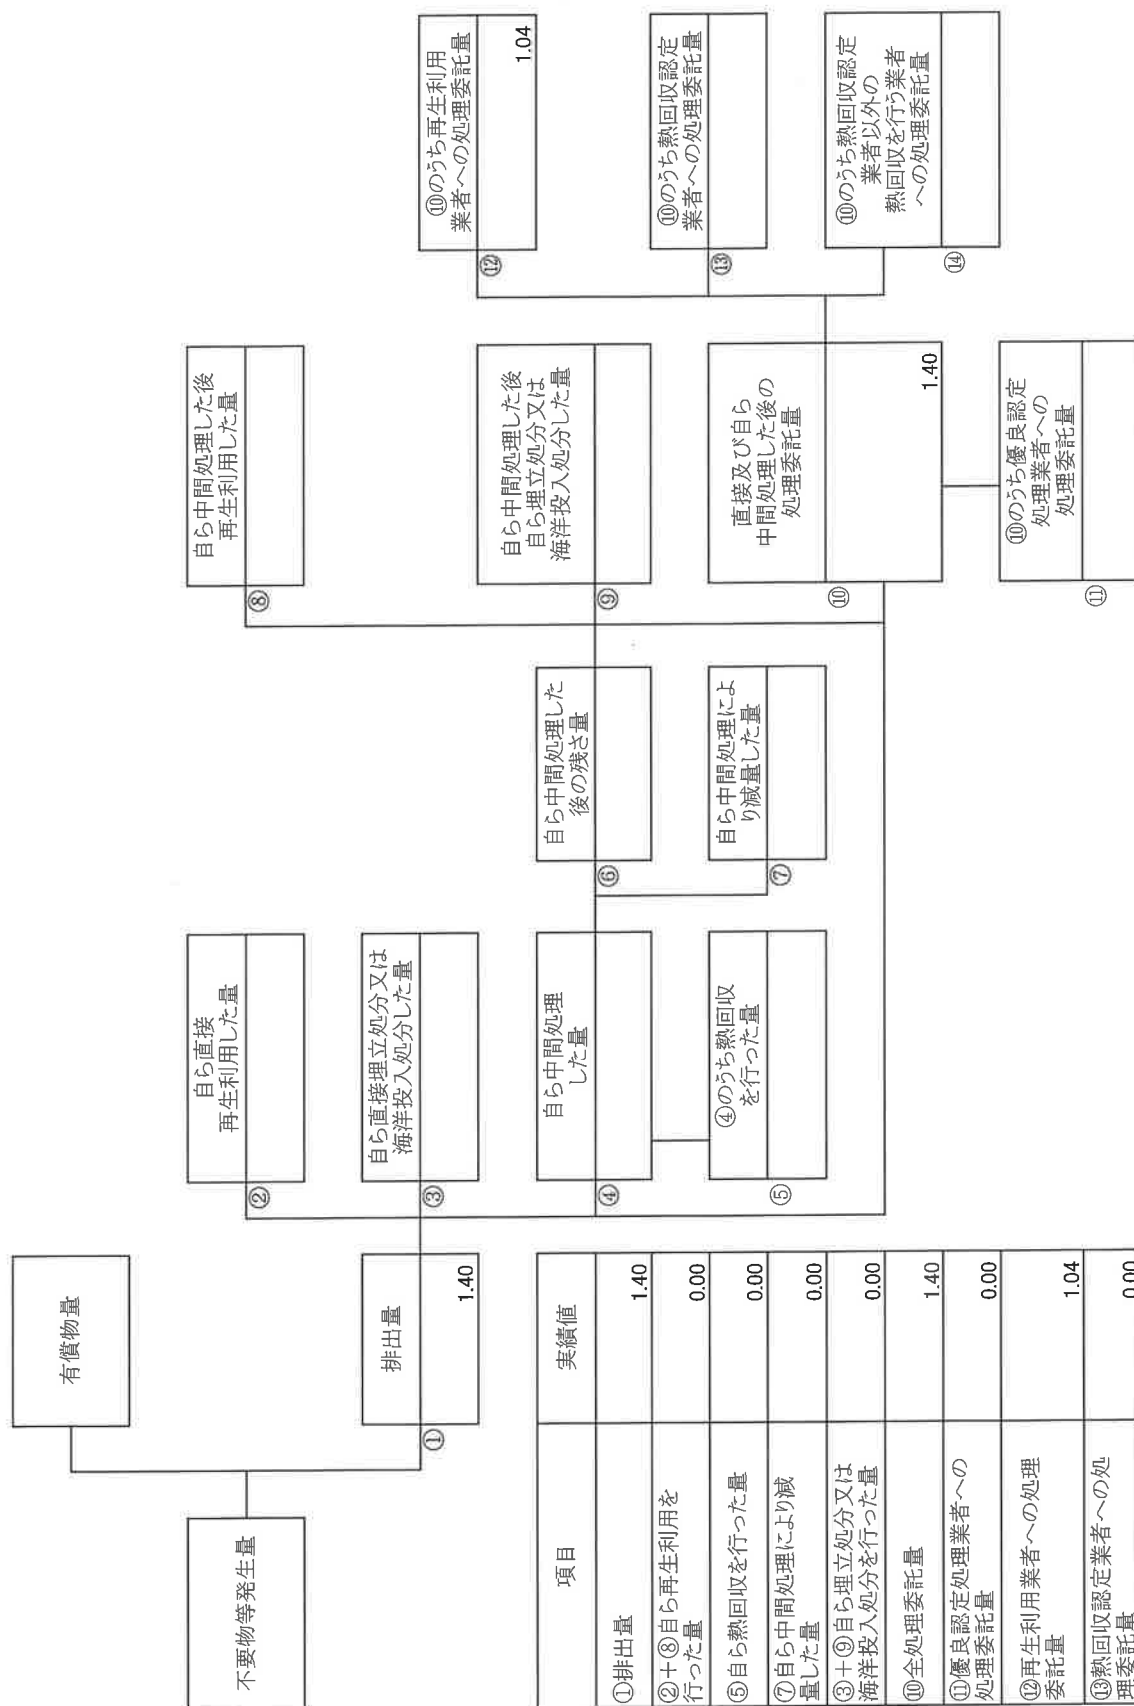 不要物等発生量
有償物量
排出量
1.40
①
自ら直接
再生利用した量
②
自ら直接埋立処分又は
海洋投入処分した量
③
自ら中間処理
した量
④
④のうち熱回収
を行った量
⑤
自ら中間処理した
後の残さ量
⑥
自ら中間処理によ
り減量した量
⑦
自ら中間処理した後
再生利用した量
⑧
自ら中間処理した後
自ら埋立処分又は
海洋投入処分した量
⑨
直接及び自ら
中間処理した後の
処理委託量
1.40
⑩
⑩のうち優良認定
処理業者への
処理委託量
⑪
⑩のうち再生利用
業者への処理委託量
1.04
⑫
⑩のうち熱回収認定
業者への処理委託量
⑬
⑩のうち熱回収認定
業者以外の
熱回収を行う業者
への処理委託量
⑭
項目 実績値
①排出量 1.40
②+⑧自ら再生利用を
行った量 0.00
⑤自ら熱回収を行った量 0.00
⑦自ら中間処理により減
量した量 0.00
③+⑨自ら埋立処分又は
海洋投入処分を行った量 0.00
⑩全処理委託量 1.40
⑪優良認定処理業者への
処理委託量 0.00
⑫再生利用業者への処理
委託量 1.04
⑬熱回収認定業者への処
理委託量 0.00